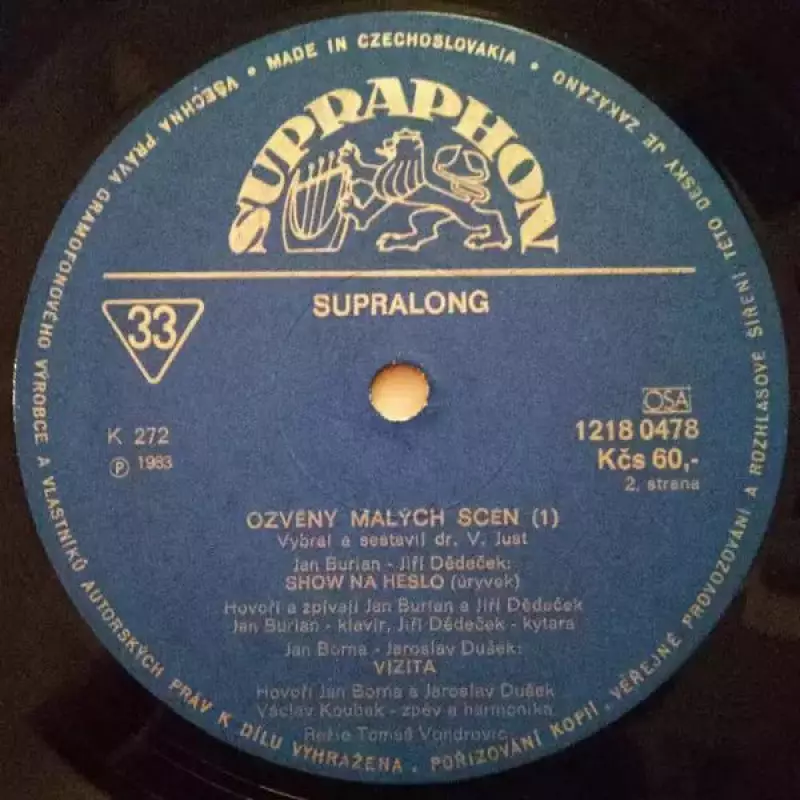 VŠECHNA PRÁVA GRAMOFONOVÉHO VÝROBCE A VLASTNÍKŮ AUTORSKÝCH PRÁV K DÍLU VYHRAŽENA . POŘIZOVÁNÍ KOPIÍ , VEŘEJNÉ PROVOZOVÁNÍ A ROZHLASOVÉ ŠÍŘENÍ TÉTO DESKY JE ZAKÁZÁNO • MADE IN CZECHOSLOVAKIA •
SUPRAPHON
SUPRALONG
33
OSA
K 272
1218 0478
Ⓟ 1983
Kčs 60,-
2. strana
OZVĚNY MALÝCH SCÉN (1)
Vybral a sestavil dr. V. Just
Jan Burian - Jiří Dědeček:
SHOW NA HESLO (úryvek)
Hovoří a zpívají Jan Burian a Jiří Dědeček
Jan Burian - klavír, Jiří Dědeček - kytara
Jan Borna - Jaroslav Dušek:
VIZITA
Hovoří Jan Borna a Jaroslav Dušek
Václav Koubek - zpěv a harmonika
Režie Tomáš Vondrovic